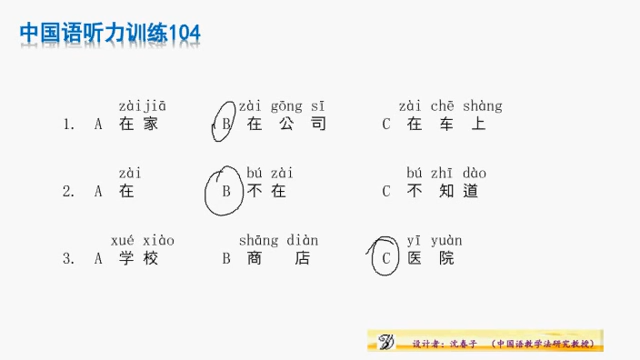 中国语听力训练104
zàijiā zài gōng sī zài chē shàng
1. A 在家 B 在公司 C 在车上
zài bú zài bú zhī dào
2. A 在 B 不在 C 不知道
xué xiào shāng diàn yī yuàn
3. A 学校 B 商店 C 医院
设计者：沈春子 （中国语教学法研究教授）